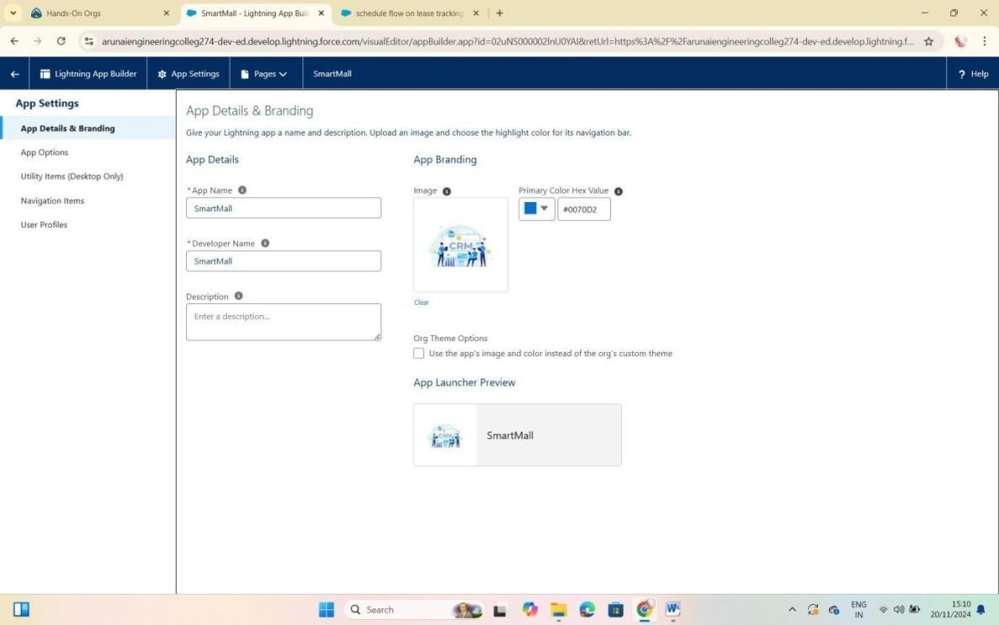 Hands-On Orgs
SmartMall - Lightning App Buil
schedule flow on lease tracking
arunaiengineeringcolleg274-dev-ed.develop.lightning.force.com/visualEditor/appBuilder.app?id=02uNS000002lnU0YAI&retUrl=https%3A%2F%2Farunaiengineeringcolleg274-dev-ed.develop.lightning.f...
Lightning App Builder
App Settings
Pages
SmartMall
? Help
App Settings
App Details & Branding
App Options
Utility Items (Desktop Only)
Navigation Items
User Profiles
App Details & Branding
Give your Lightning app a name and description. Upload an image and choose the highlight color for its navigation bar.
App Details
*App Name
SmartMall
*Developer Name
SmartMall
Description
Enter a description...
App Branding
Image
CRM
Clear
Primary Color Hex Value
#0070D2
Org Theme Options
Use the app's image and color instead of the org's custom theme
App Launcher Preview
CRM
SmartMall
Search
W
ENG
IN
15:10
20/11/2024